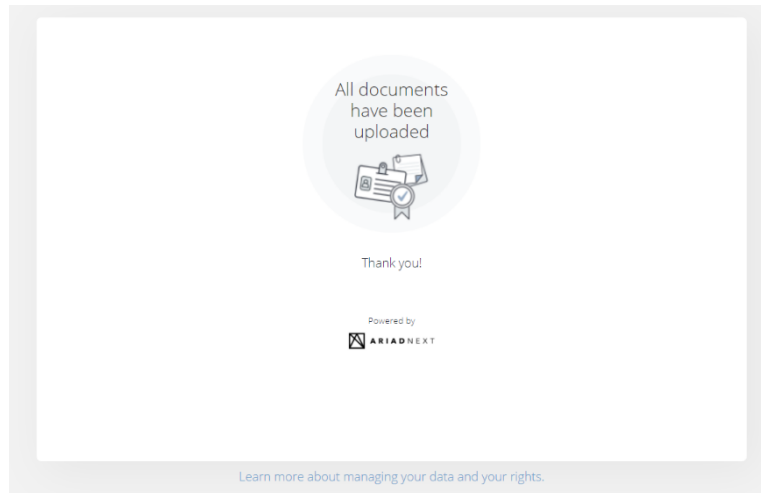 All documents
have been
uploaded
Thank you!
Powered by
ARIADNEXT
Learn more about managing your data and your rights.